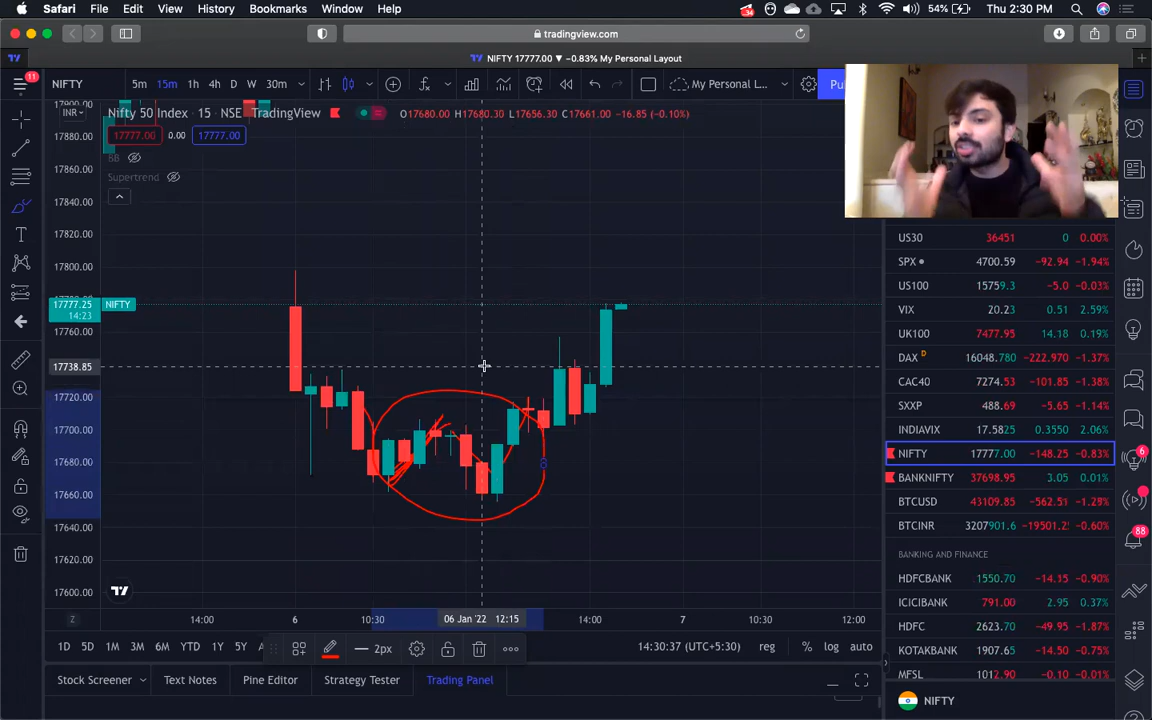 Safari File Edit View History Bookmarks Window Help 54% Thu 2:30 PM
tradingview.com
NIFTY 17777.00 ▼ −0.83% My Personal Layout
11
NIFTY 5m 15m 1h 4h D W 30m My Personal L...
INR
Nifty 50 Index · 15 · NSE TradingView O17680.00 H17680.30 L17656.30 C17661.00 −16.85 (−0.10%)
17777.00 0.00 17777.00
BB
Supertrend
17880.00
17860.00
17840.00
17820.00
17800.00
17777.25 NIFTY
14:23
17760.00
17738.85
17720.00
17700.00
17680.00
17660.00
17640.00
17620.00
17600.00
Z 14:00 6 10:30 06 Jan '22 12:15 14:00 7 10:30 12:00
1D 5D 1M 3M 6M YTD 1Y 5Y 2px 14:30:37 (UTC+5:30) reg % log auto
Stock Screener Text Notes Pine Editor Strategy Tester Trading Panel
US30 36451 0 0.00%
SPX 4700.59 −92.94 −1.94%
US100 15759.3 −5.0 −0.03%
VIX 20.23 0.51 2.59%
UK100 7477.95 14.18 0.19%
DAX D 16048.780 −222.970 −1.37%
CAC40 7274.53 −101.85 −1.38%
SXXP 488.69 −5.65 −1.14%
INDIAVIX 17.5825 0.3550 2.06%
NIFTY 17777.00 −148.25 −0.83%
BANKNIFTY 37698.95 3.05 0.01%
BTCUSD 43109.85 −1.29%
BTCINR 3207901.6 −0.60%
BANKING AND FINANCE
HDFCBANK 1550.70 −14.15 −0.90%
ICICIBANK 791.00 2.95 0.37%
HDFC 2623.70 −49.95 −1.87%
KOTAKBANK 1907.65 −14.50 −0.75%
MFSL 1012.90 −0.10 −0.01%
NIFTY
6
88